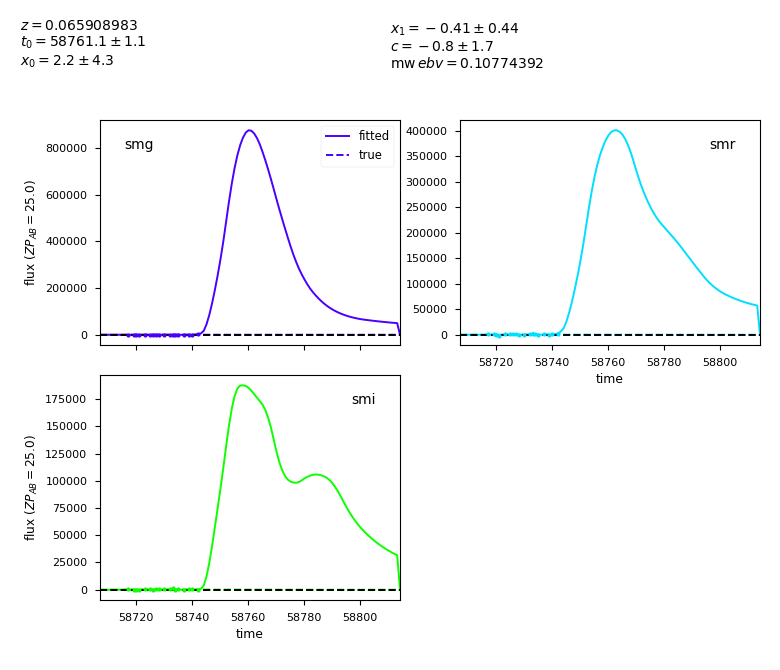 z = 0.065908983
t₀ = 58761.1 ± 1.1
x₀ = 2.2 ± 4.3
x₁ = −0.41 ± 0.44
c = −0.8 ± 1.7
mw ebv = 0.10774392
smg
fitted
true
800000
600000
400000
200000
0
flux (ZP_AB = 25.0)
smr
400000
350000
300000
250000
200000
150000
100000
50000
0
58720 58740 58760 58780 58800
time
smi
175000
150000
125000
100000
75000
50000
25000
0
flux (ZP_AB = 25.0)
58720 58740 58760 58780 58800
time